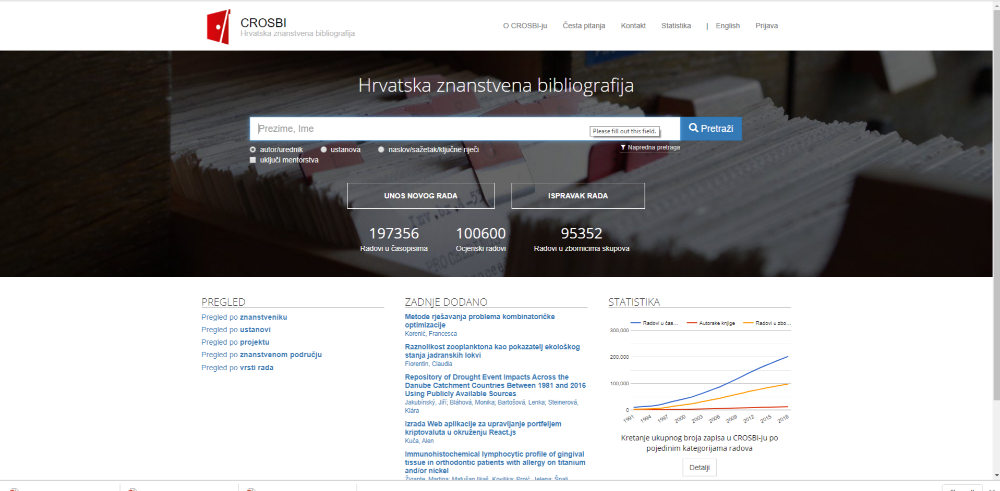 CROSBI
Hrvatska znanstvena bibliografija
O CROSBI-ju Česta pitanja Kontakt Statistika | English Prijava
Hrvatska znanstvena bibliografija
Prezime, Ime
Please fill out this field.
Pretraži
autor/urednik ustanova naslov/sažetak/ključne riječi
Napredna pretraga
uključi mentorstva
UNOS NOVOG RADA ISPRAVAK RADA
Inv.br.A-53
197356 100600 95352
Radovi u časopisima Ocjenski radovi Radovi u zbornicima skupova
PROCEEDINGS
PREGLED
Pregled po znanstveniku
Pregled po ustanovi
Pregled po projektu
Pregled po znanstvenom području
Pregled po vrsti rada
ZADNJE DODANO
Metode rješavanja problema kombinatoričke
optimizacije
Korenić, Francesca
Raznolikost zooplanktona kao pokazatelj ekološkog
stanja jadranskih lokvi
Fiorentin, Claudia
Repository of Drought Event Impacts Across the
Danube Catchment Countries Between 1981 and 2016
Using Publicly Available Sources
Jakubínský, Jiří; Bláhová, Monika; Bartošová, Lenka; Steinerová,
Klára
Izrada Web aplikacije za upravljanje portfeljem
kriptovaluta u okruženju React.js
Kuča, Alen
Immunohistochemical lymphocytic profile of gingival
tissue in orthodontic patients with allergy on titanium
and/or nickel
Žigante, Martina; Matušan Ilijaš, Koviljka; Prpić, Jelena; Špalj,
STATISTIKA
Radovi u čas... Autorske knjige Radovi u zbo...
300,000
200,000
100,000
0
1991 1994 1997 2000 2003 2006 2009 2012 2015 2018
Kretanje ukupnog broja zapisa u CROSBI-ju po
pojedinim kategorijama radova
Detalji